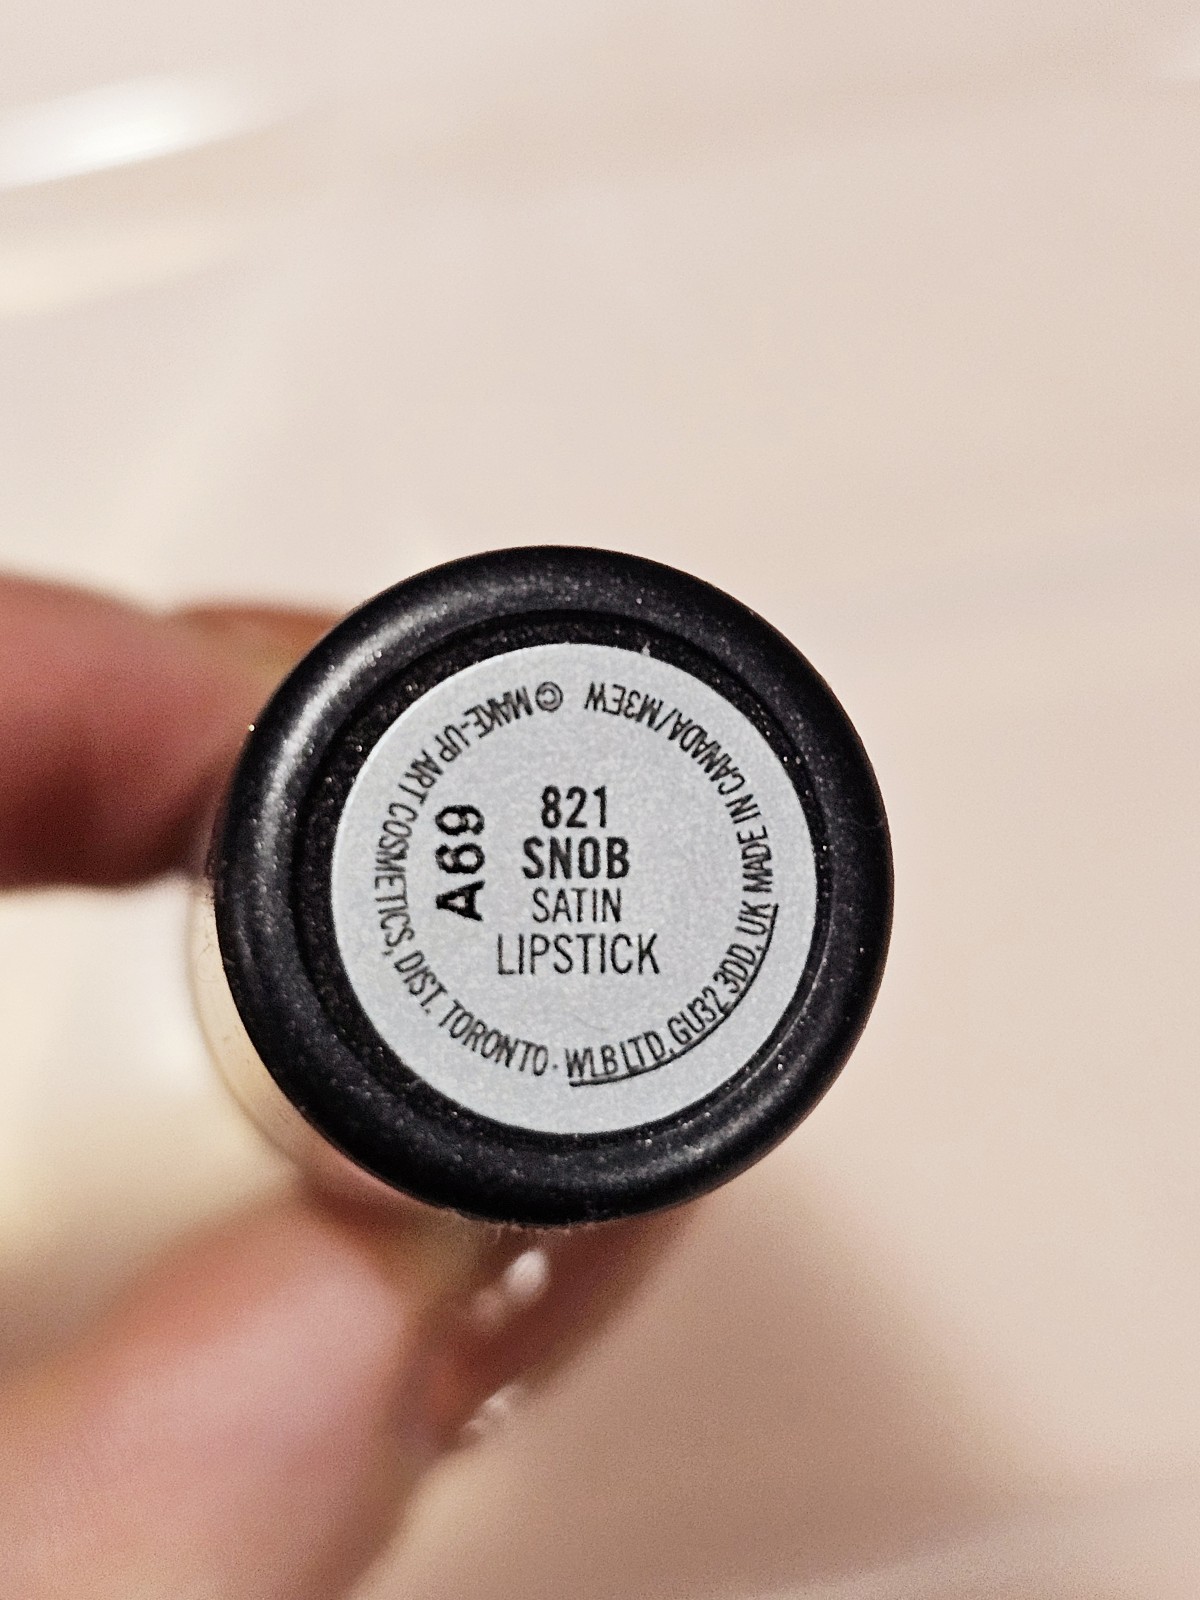 821
SNOB
SATIN
LIPSTICK
A69
© MAKE-UP ART COSMETICS, DIST. TORONTO · WLB LTD, GU32 3DD, UK MADE IN CANADA/M3EW